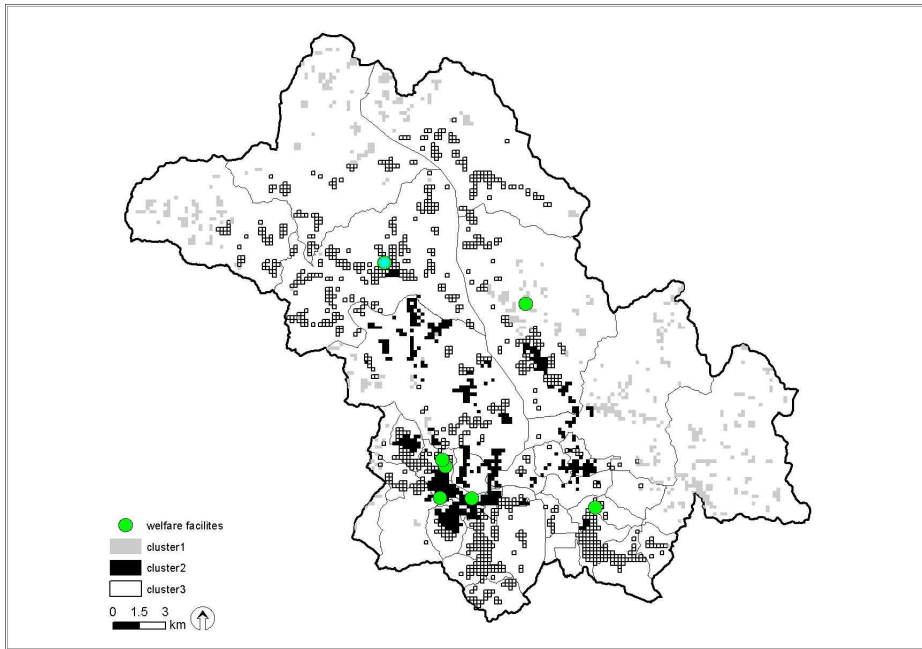 welfare facilites
cluster1
cluster2
cluster3
0 1.5 3
km